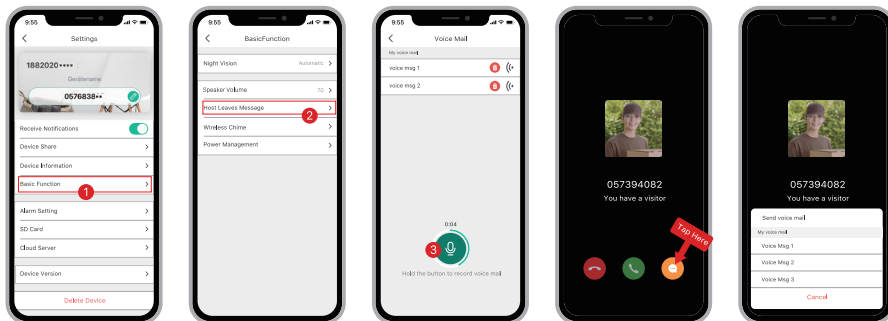 9:55
Settings
1882020••••
Gerätename
0576838••
Receive Notifications
Device Share
Device Information
Basic Function
1
Alarm Setting
SD Card
Cloud Server
Device Version
Delete Device
9:55
BasicFunction
Night Vision Automatic
Speaker Volume 70
Host Leaves Message
2
Wireless Chime
Power Management
9:55
Voice Mail
My voice mail
voice msg 1
voice msg 2
0:04
3
Hold the button to record voice mail
057394082
You have a visitor
Tap Here
057394082
You have a visitor
Send voice mail
My voice mail
Voice Msg 1
Voice Msg 2
Voice Msg 3
Cancel